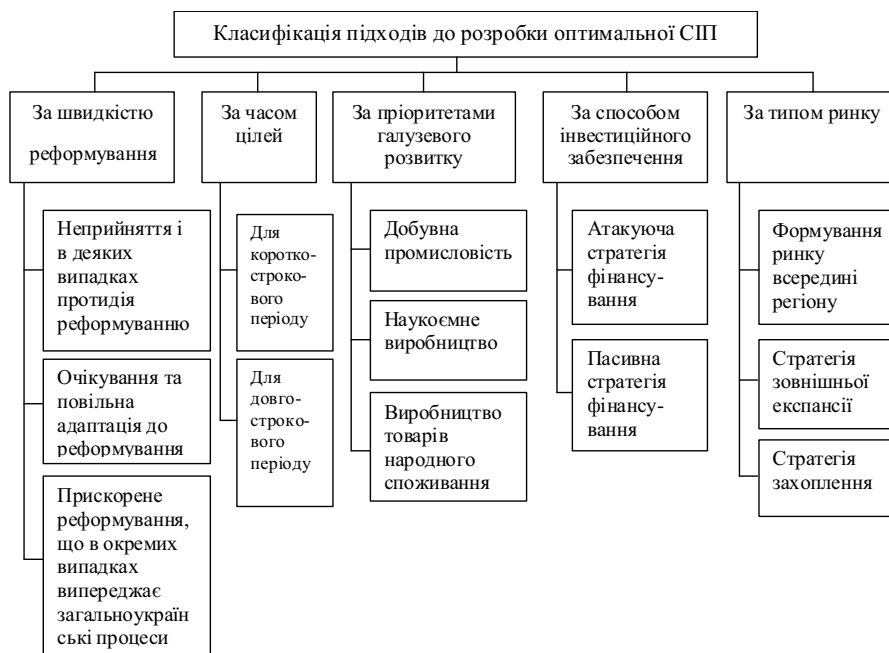 Класифікація підходів до розробки оптимальної СІП
За швидкістю
реформування
Неприйняття і
в деяких
випадках
протидія
реформуванню
Очікування та
повільна
адаптація до
реформування
Прискорене
реформування,
що в окремих
випадках
випереджає
загальноукраїн
ські процеси
За часом
цілей
Для
коротко-
строко-
вого
періоду
Для
довго-
строко-
вого
періоду
За пріоритетами
галузевого
розвитку
Добувна
промисловість
Наукоємне
виробництво
Виробництво
товарів
народного
споживання
За способом
інвестиційного
забезпечення
Атакуюча
стратегія
фінансу-
вання
Пасивна
стратегія
фінансу-
вання
За типом ринку
Формування
ринку
всередині
регіону
Стратегія
зовнішньої
експансії
Стратегія
захоплення